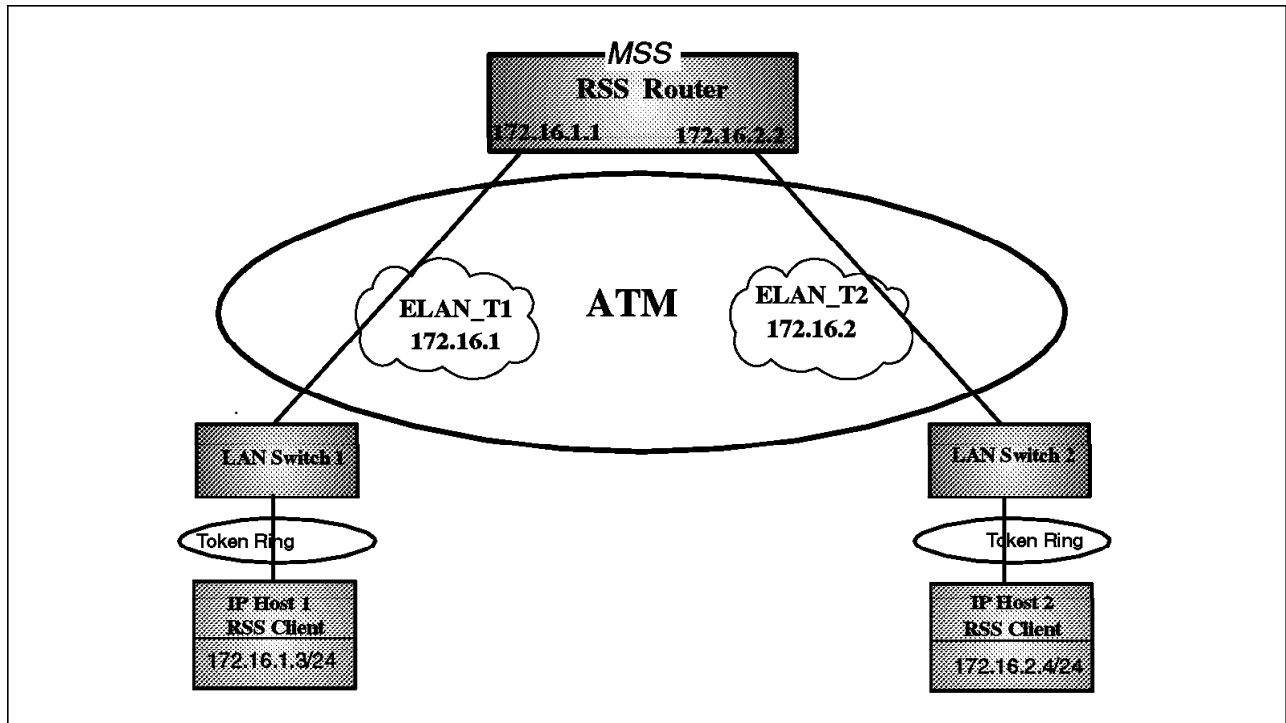 MSS
RSS Router
172.16.1.1 172.16.2.2
ELAN_T1
172.16.1
ATM
ELAN_T2
172.16.2
LAN Switch 1
LAN Switch 2
Token Ring
Token Ring
IP Host 1
RSS Client
172.16.1.3/24
IP Host 2
RSS Client
172.16.2.4/24